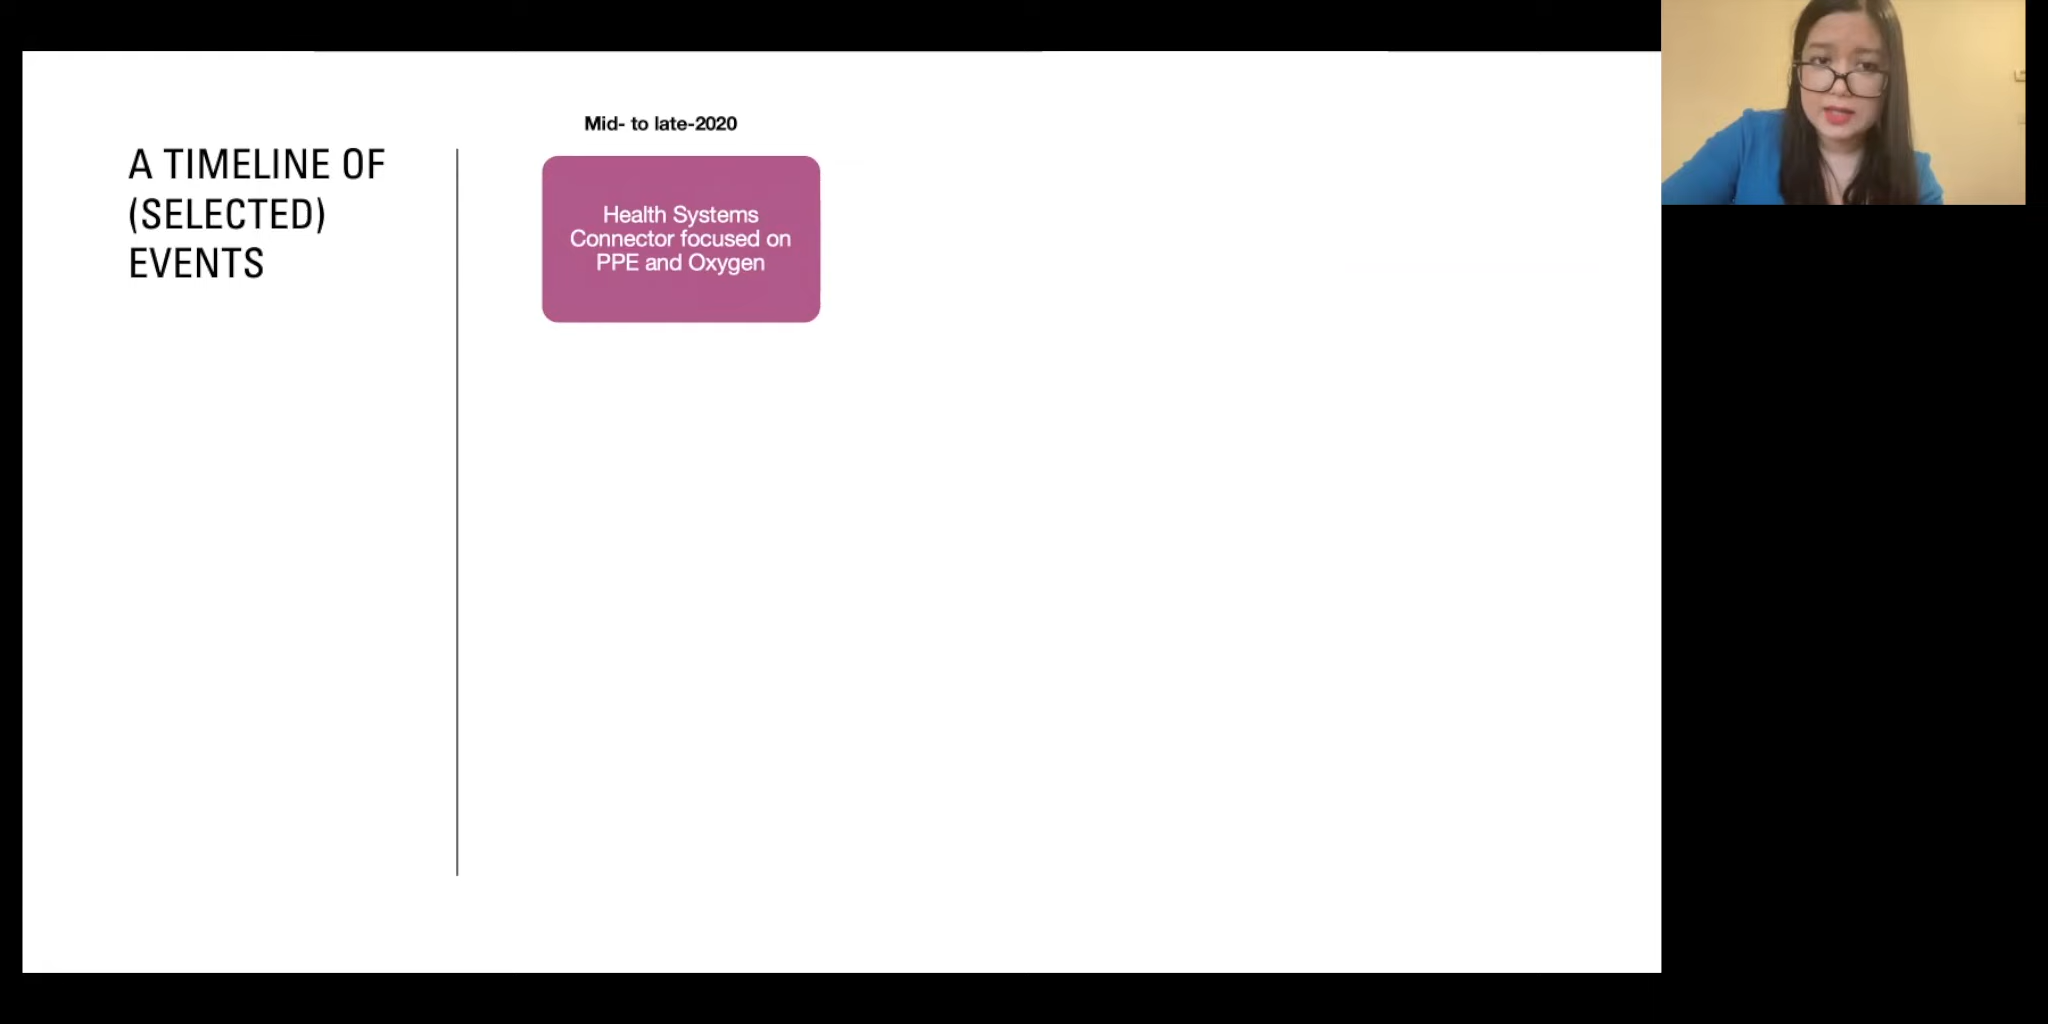 A TIMELINE OF
(SELECTED)
EVENTS
Mid- to late-2020
Health Systems
Connector focused on
PPE and Oxygen